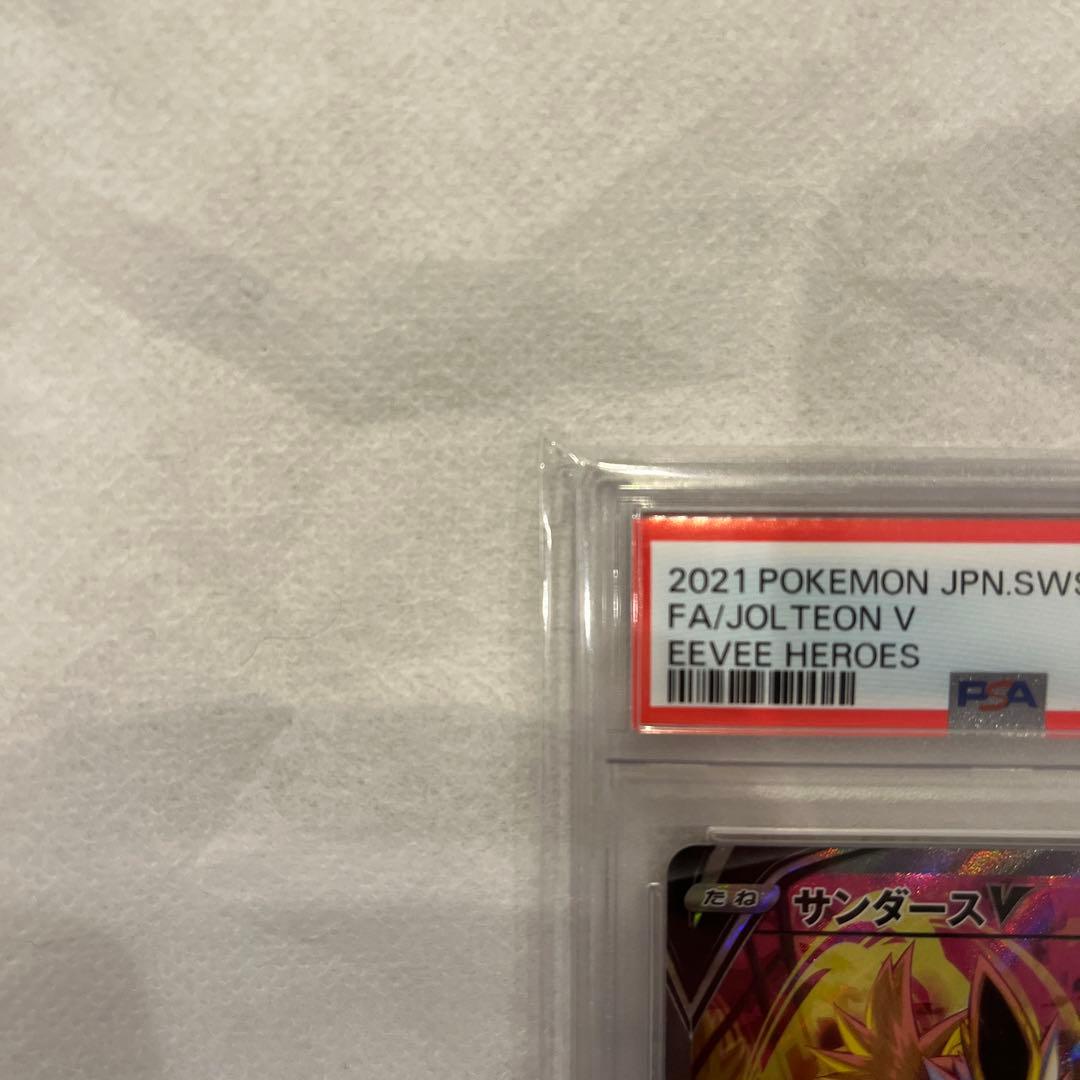 2021 POKEMON JPN.SWS
FA/JOLTEON V
EEVEE HEROES
PSA
たね サンダースV